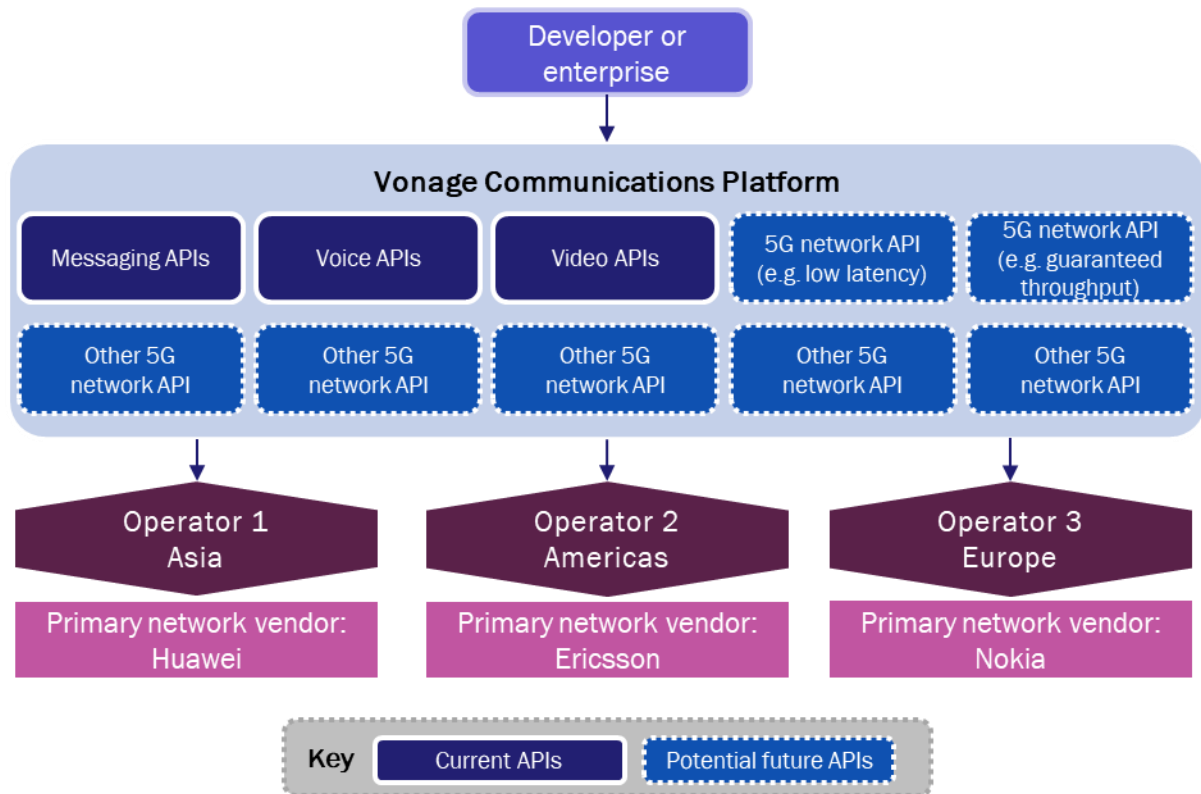 Developer or
enterprise
Vonage Communications Platform
Messaging APIs
Voice APIs
Video APIs
5G network API
(e.g. low latency)
5G network API
(e.g. guaranteed
throughput)
Other 5G
network API
Other 5G
network API
Other 5G
network API
Other 5G
network API
Other 5G
network API
Operator 1
Asia
Operator 2
Americas
Operator 3
Europe
Primary network vendor:
Huawei
Primary network vendor:
Ericsson
Primary network vendor:
Nokia
Key
Current APIs
Potential future APIs